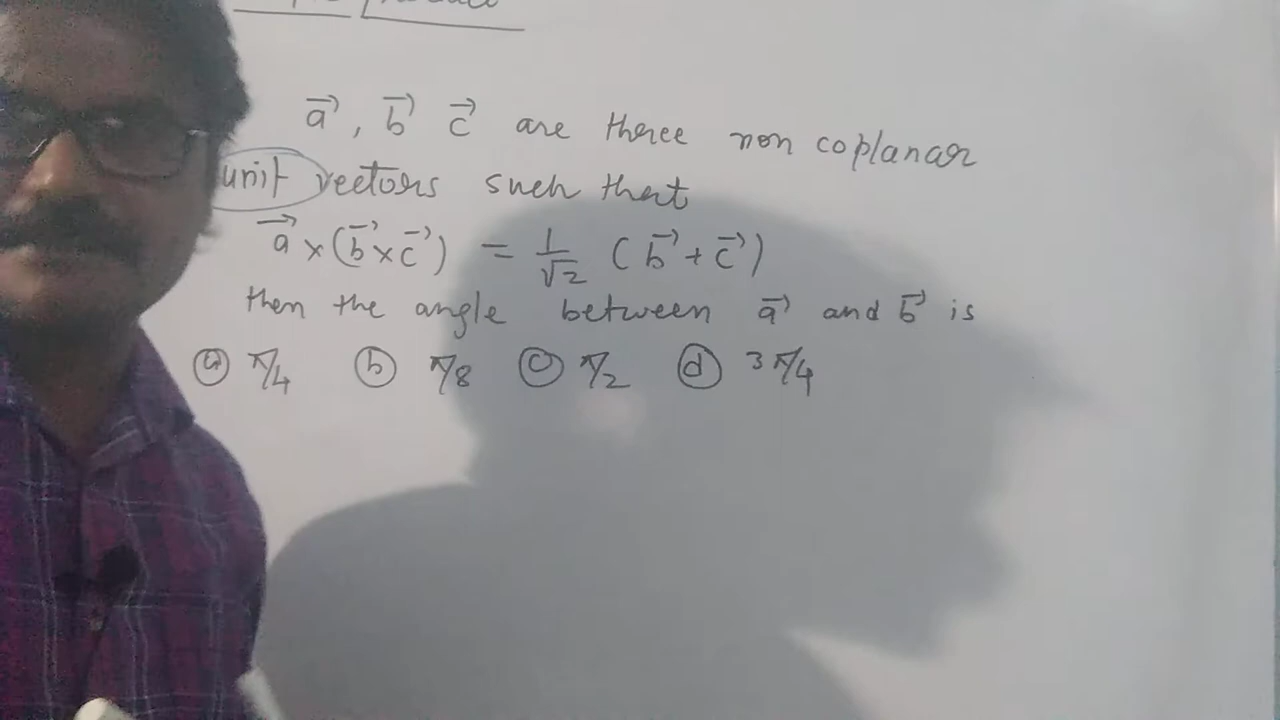 a⃗, b⃗ c⃗ are three non coplanar
unit vectors such that
a⃗ × (b⃗ × c⃗) = 1/√2 (b⃗ + c⃗)
then the angle between a⃗ and b⃗ is
ⓐ π/4 ⓑ π/8 ⓒ π/2 ⓓ 3π/4